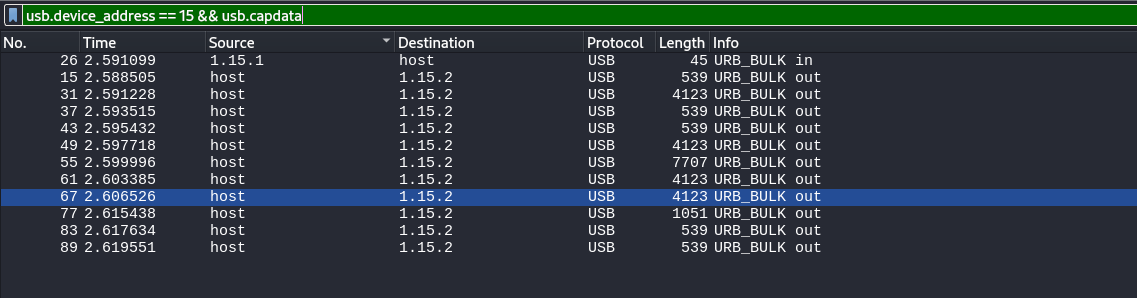 usb.device_address == 15 && usb.capdata
No. Time Source Destination Protocol Length Info
26 2.591099 1.15.1 host USB 45 URB_BULK in
15 2.588505 host 1.15.2 USB 539 URB_BULK out
31 2.591228 host 1.15.2 USB 4123 URB_BULK out
37 2.593515 host 1.15.2 USB 539 URB_BULK out
43 2.595432 host 1.15.2 USB 539 URB_BULK out
49 2.597718 host 1.15.2 USB 4123 URB_BULK out
55 2.599996 host 1.15.2 USB 7707 URB_BULK out
61 2.603385 host 1.15.2 USB 4123 URB_BULK out
67 2.606526 host 1.15.2 USB 4123 URB_BULK out
77 2.615438 host 1.15.2 USB 1051 URB_BULK out
83 2.617634 host 1.15.2 USB 539 URB_BULK out
89 2.619551 host 1.15.2 USB 539 URB_BULK out